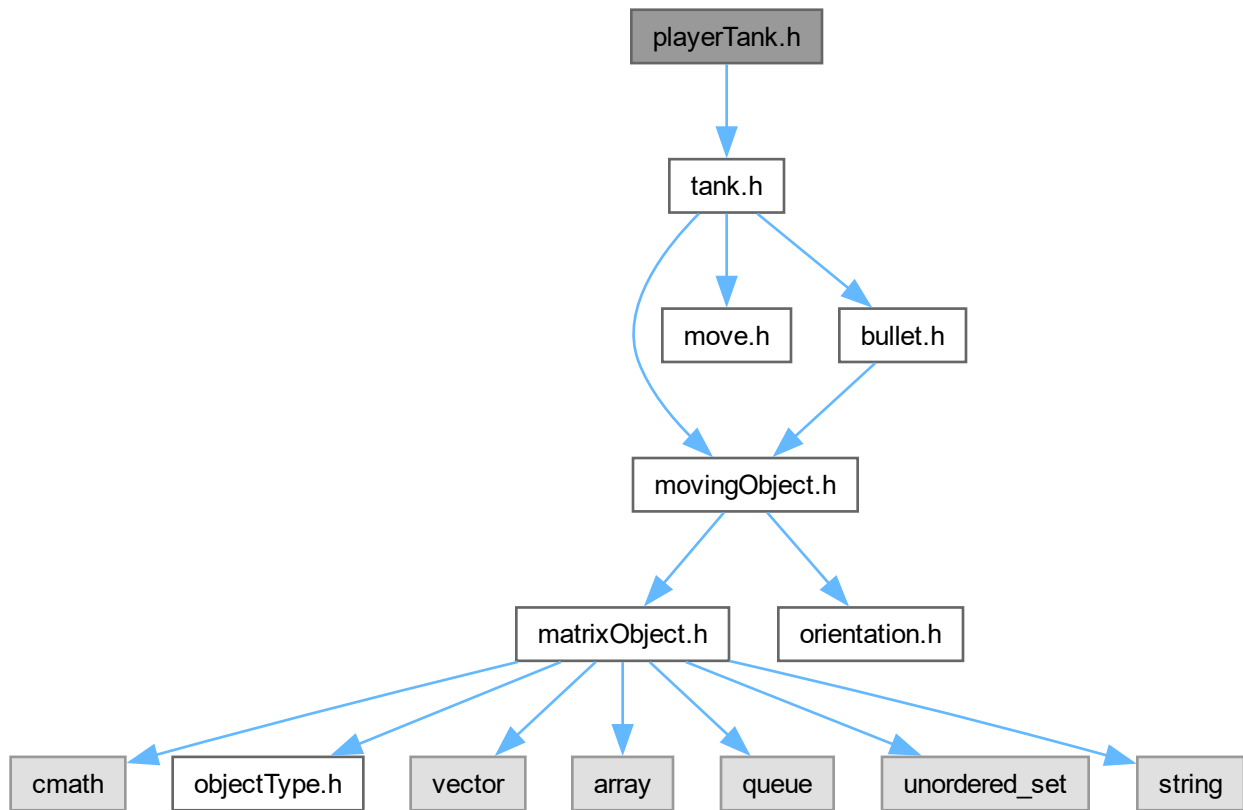 playerTank.h
tank.h
move.h
bullet.h
movingObject.h
matrixObject.h
orientation.h
cmath
objectType.h
vector
array
queue
unordered_set
string